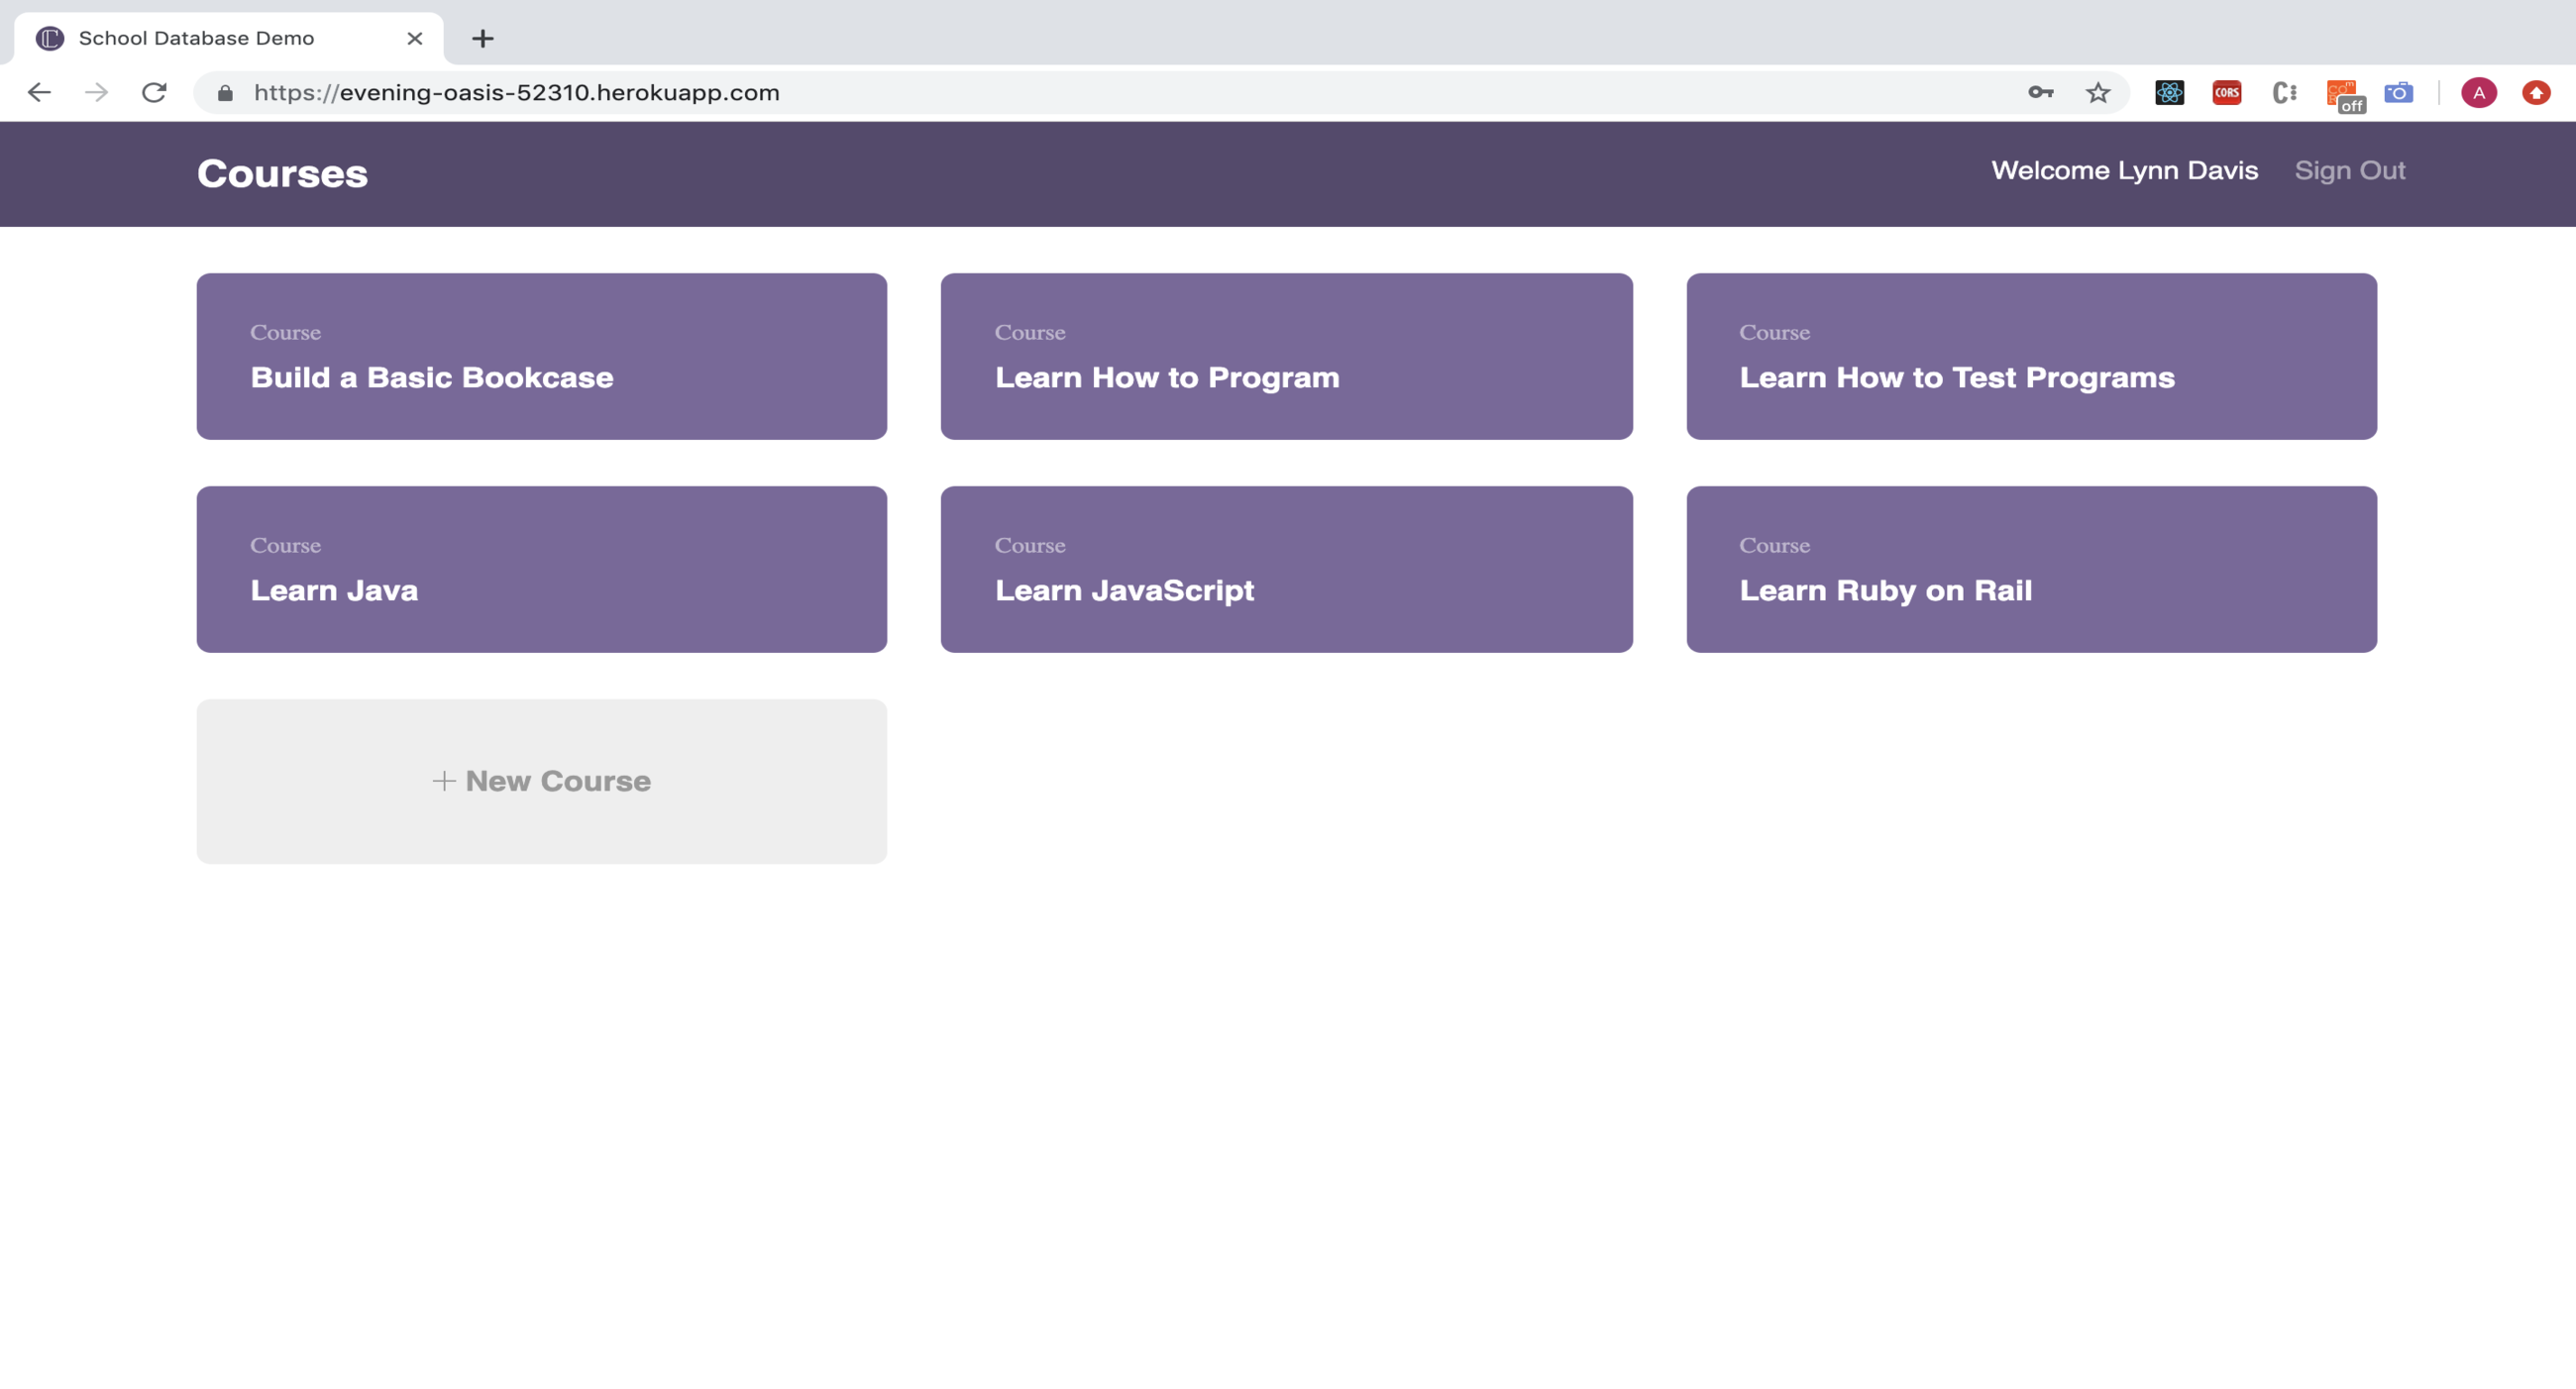 School Database Demo
https://evening-oasis-52310.herokuapp.com
CORS
off
A
Courses
Welcome Lynn Davis
Sign Out
Course
Build a Basic Bookcase
Course
Learn How to Program
Course
Learn How to Test Programs
Course
Learn Java
Course
Learn JavaScript
Course
Learn Ruby on Rail
+ New Course